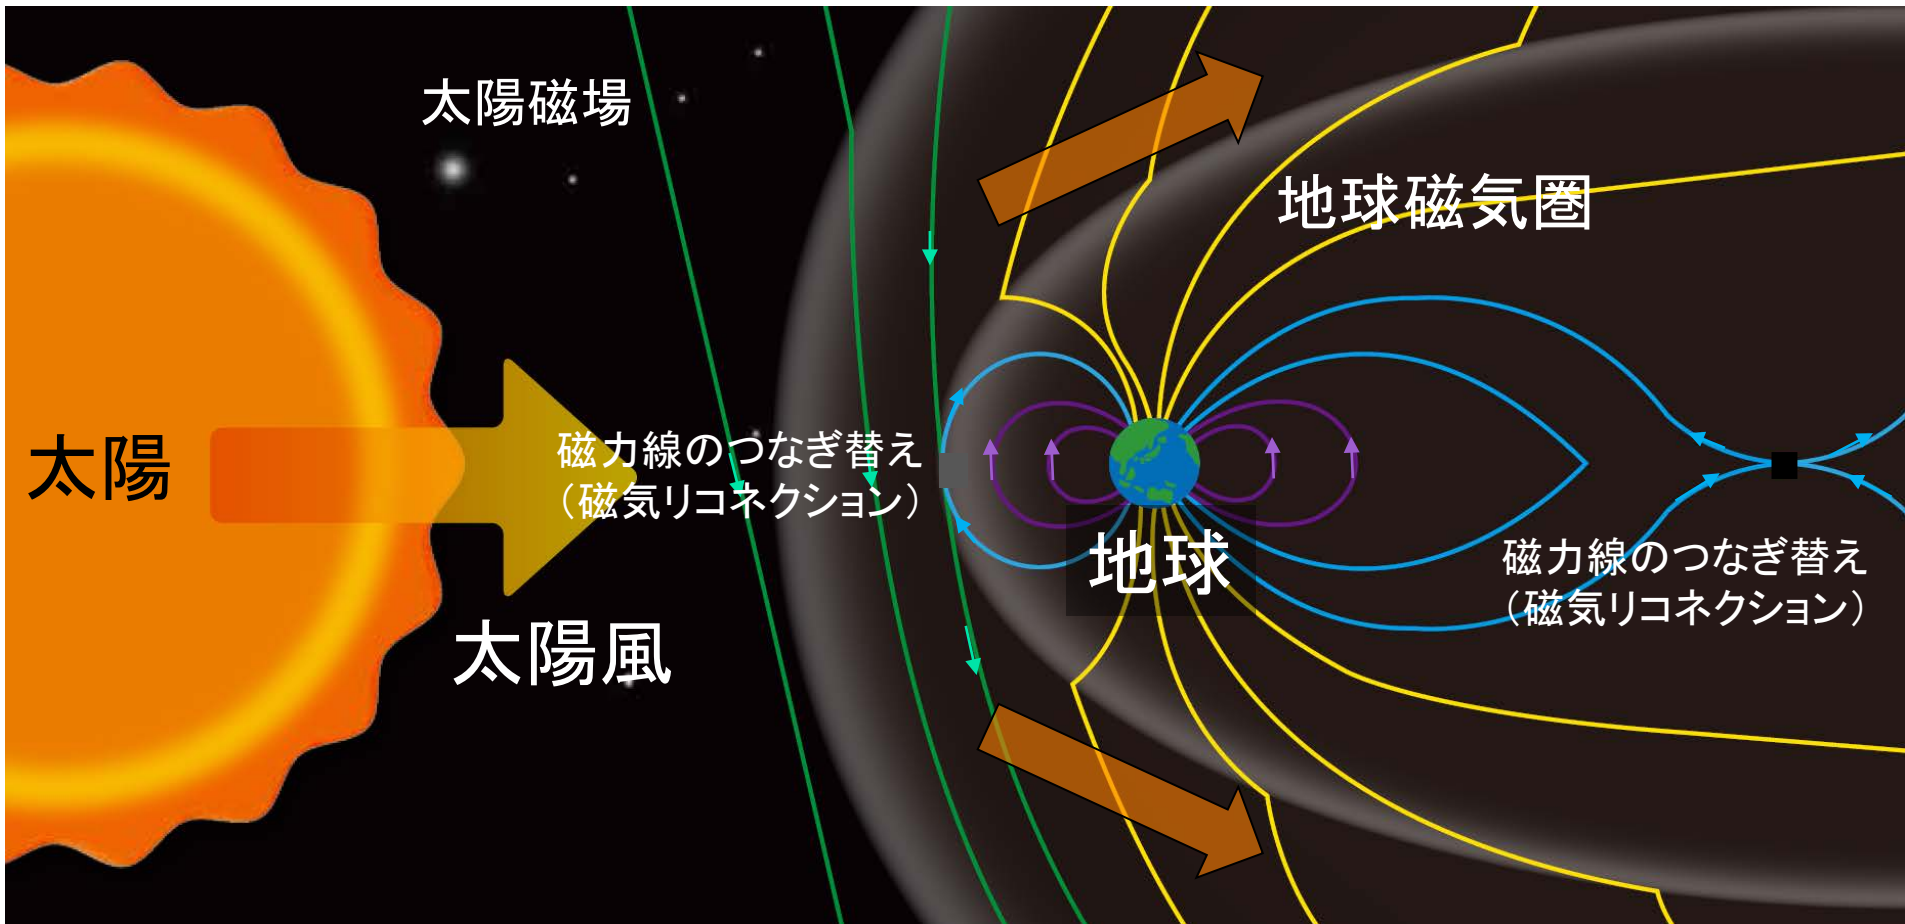 太陽磁場
地球磁気圏
太陽
磁力線のつなぎ替え
（磁気リコネクション）
地球
磁力線のつなぎ替え
（磁気リコネクション）
太陽風